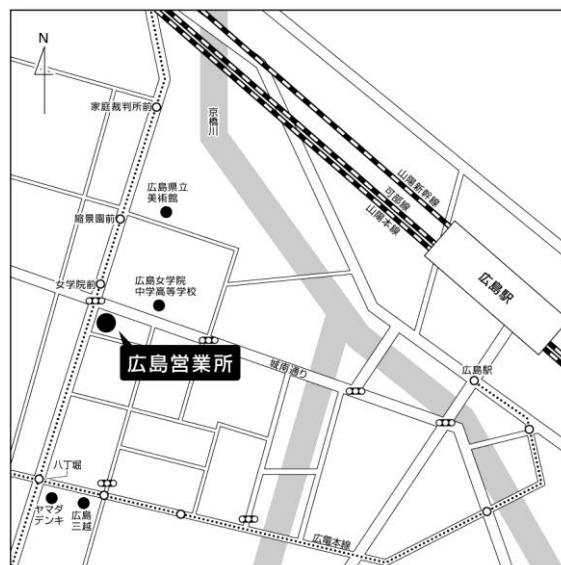 N
京橋川
家庭裁判所前
山陽新幹線
可部線
山陽本線
広島県立
美術館
縮景園前
広島駅
女学院前
広島女学院
中学高等学校
広島営業所
城南通り
広島駅
八丁堀
ヤマダ
デンキ
広島
三越
広電本線